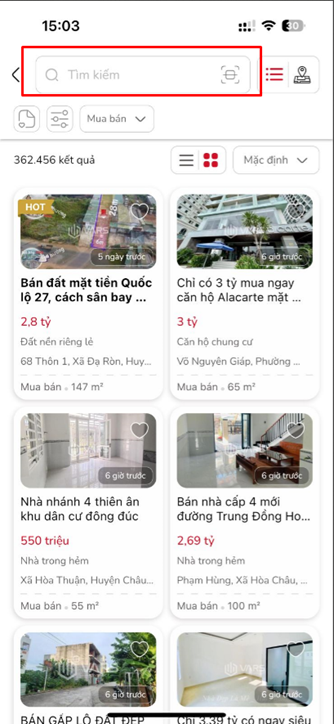 15:03
30
Tìm kiếm
Mua bán
362.456 kết quả
Mặc định
HOT
5 ngày trước
6 giờ trước
Bán đất mặt tiền Quốc
lộ 27, cách sân bay ...
Chỉ có 3 tỷ mua ngay
căn hộ Alacarte mặt ...
2,8 tỷ
3 tỷ
Đất nền riêng lẻ
Căn hộ chung cư
68 Thôn 1, Xã Đạ Ròn, Huy...
Võ Nguyên Giáp, Phường ...
Mua bán 147 m²
Mua bán 65 m²
6 giờ trước
6 giờ trước
Nhà nhánh 4 thiên ân
khu dân cư đông đúc
Bán nhà cấp 4 mới
đường Trung Đồng Ho...
550 triệu
2,69 tỷ
Nhà trong hẻm
Nhà trong hẻm
Xã Hòa Thuận, Huyện Châu...
Phạm Hùng, Xã Hòa Châu, ...
Mua bán 55 m²
Mua bán 100 m²
6 giờ trước
6 giờ trước
BÁN GẤP LÔ ĐẤT ĐẸP
Chỉ 3,39 tỷ có ngay siêu